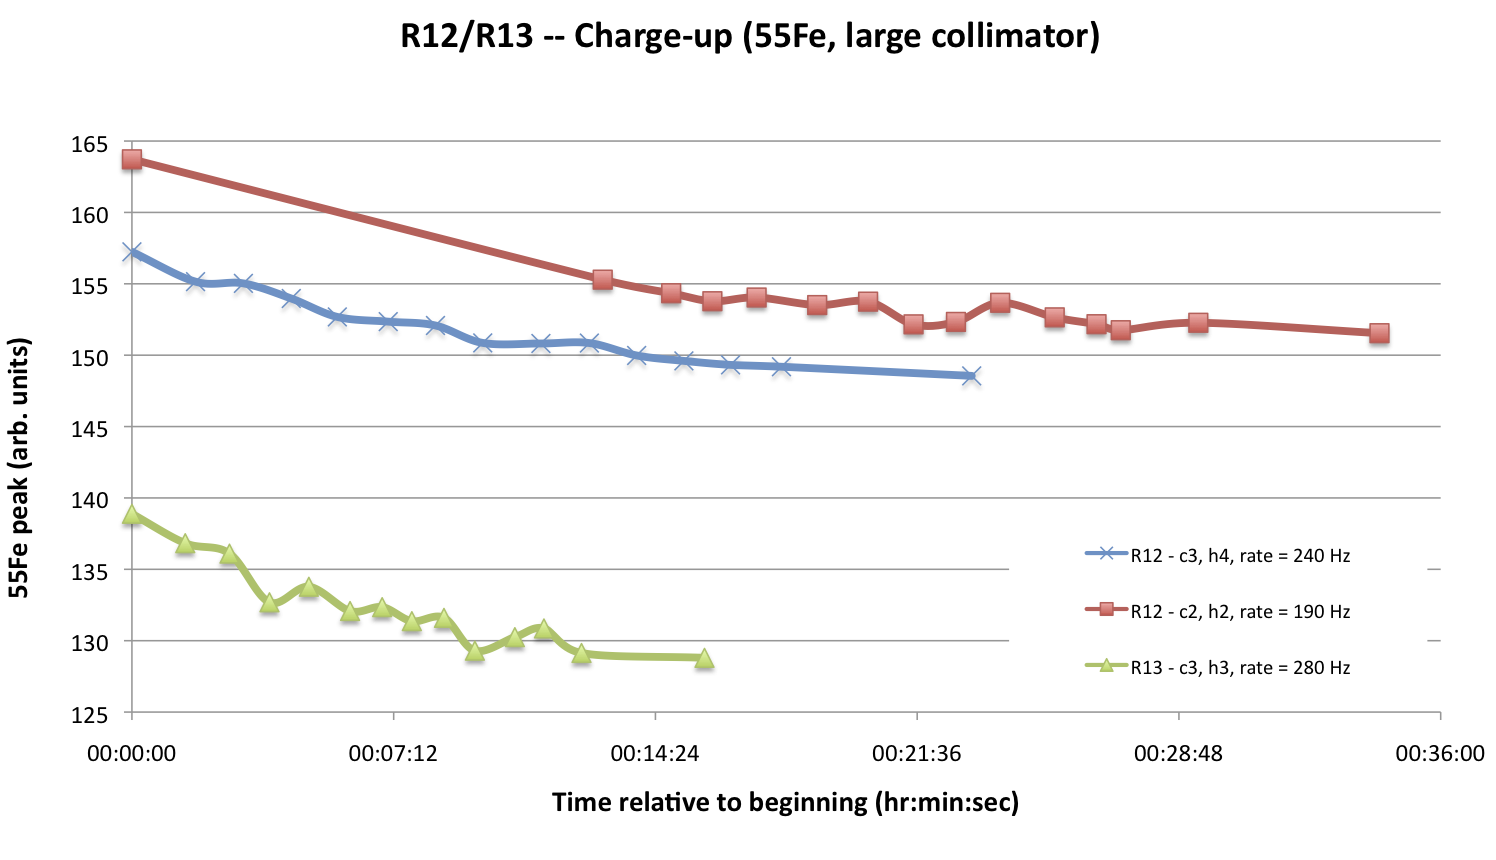 R12/R13 -- Charge-up (55Fe, large collimator)
165
160
155
150
145
140
135
130
125
55Fe peak (arb. units)
R12 - c3, h4, rate = 240 Hz
R12 - c2, h2, rate = 190 Hz
R13 - c3, h3, rate = 280 Hz
00:00:00 00:07:12 00:14:24 00:21:36 00:28:48 00:36:00
Time relative to beginning (hr:min:sec)